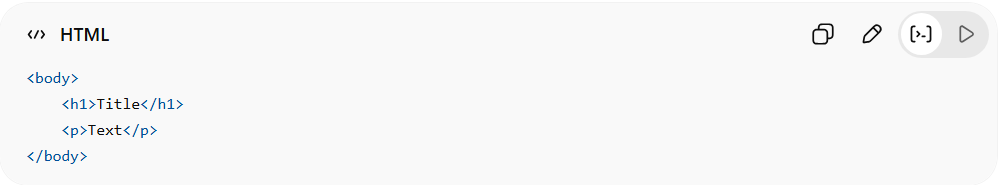 HTML
<body>
    <h1>Title</h1>
    <p>Text</p>
</body>